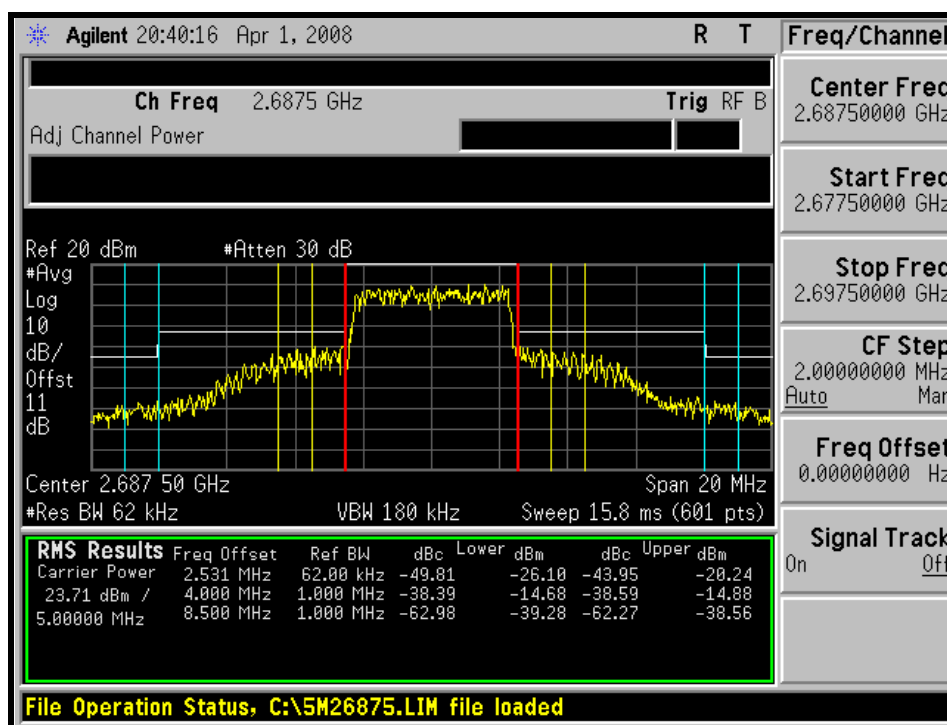 Agilent 20:40:16 Apr 1, 2008 R T
Ch Freq 2.6875 GHz Trig RF B
Adj Channel Power
Ref 20 dBm #Atten 30 dB
#Avg
Log
10
dB/
Offst
11
dB
Center 2.687 50 GHz Span 20 MHz
#Res BW 62 kHz VBW 180 kHz Sweep 15.8 ms (601 pts)
RMS Results Freq Offset Ref BW dBc Lower dBm dBc Upper dBm
Carrier Power 2.531 MHz 62.00 kHz -49.81 -26.10 -43.95 -20.24
23.71 dBm / 4.000 MHz 1.000 MHz -38.39 -14.68 -38.59 -14.88
5.00000 MHz 8.500 MHz 1.000 MHz -62.98 -39.28 -62.27 -38.56
File Operation Status, C:\5M26875.LIM file loaded
Freq/Channel
Center Freq
2.68750000 GHz
Start Freq
2.67750000 GHz
Stop Freq
2.69750000 GHz
CF Step
2.00000000 MHz
Auto Man
Freq Offset
0.00000000 Hz
Signal Track
On Off